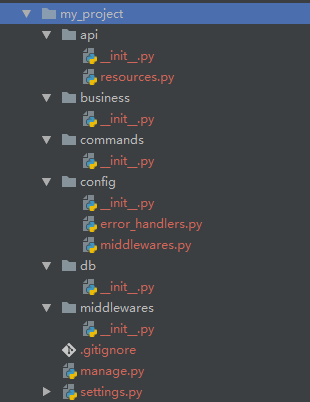 my_project
api
__init__.py
resources.py
business
__init__.py
commands
__init__.py
config
__init__.py
error_handlers.py
middlewares.py
db
__init__.py
middlewares
__init__.py
.gitignore
manage.py
settings.py